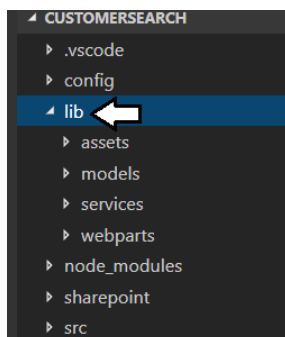 CUSTOMERSEARCH
.vscode
config
lib
assets
models
services
webparts
node_modules
sharepoint
src